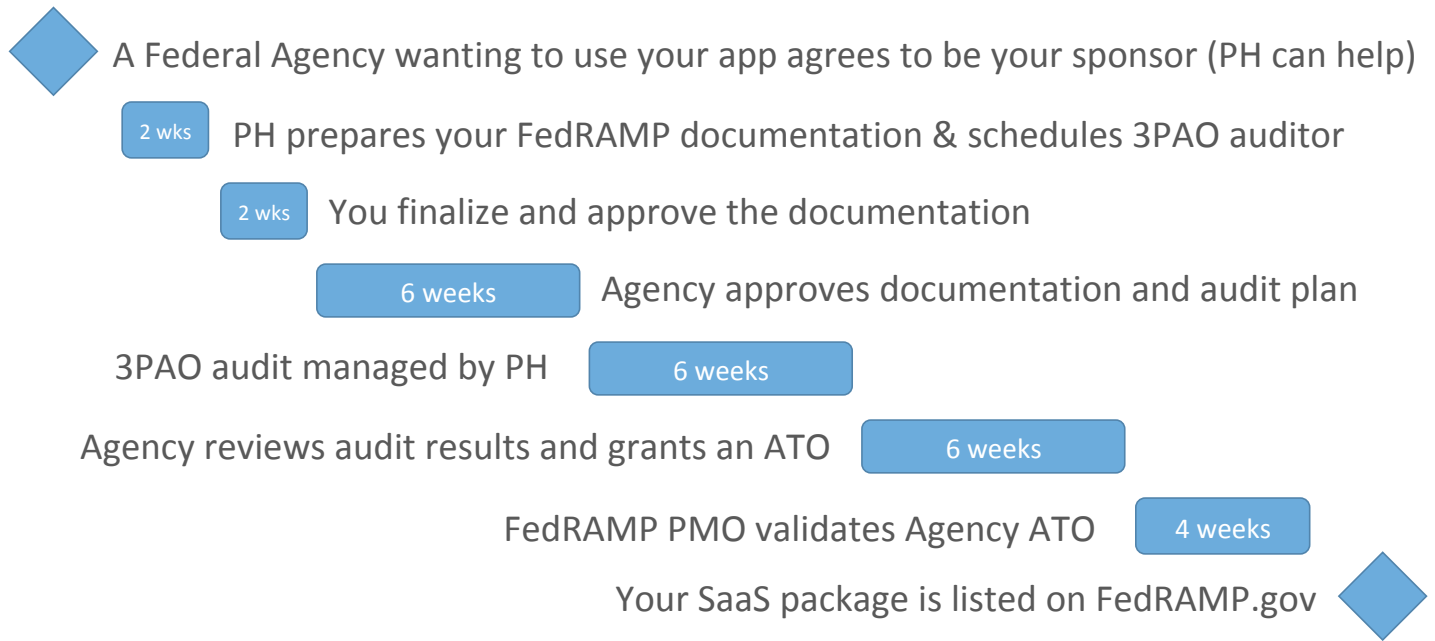 A Federal Agency wanting to use your app agrees to be your sponsor (PH can help)
2 wks PH prepares your FedRAMP documentation & schedules 3PAO auditor
2 wks You finalize and approve the documentation
6 weeks Agency approves documentation and audit plan
3PAO audit managed by PH 6 weeks
Agency reviews audit results and grants an ATO 6 weeks
FedRAMP PMO validates Agency ATO 4 weeks
Your SaaS package is listed on FedRAMP.gov